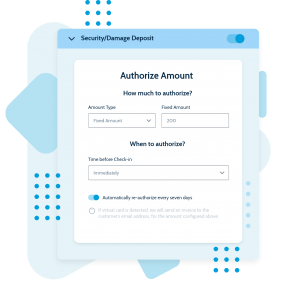 Security/Damage Deposit
Authorize Amount
How much to authorize?
Amount Type
Fixed Amount
Fixed Amount
200
When to authorize?
Time before Check-in
Immediately
Automatically re-authorize every seven days
If virtual card is detected, we will send an invoice to the
customer's email address for the amount configured above